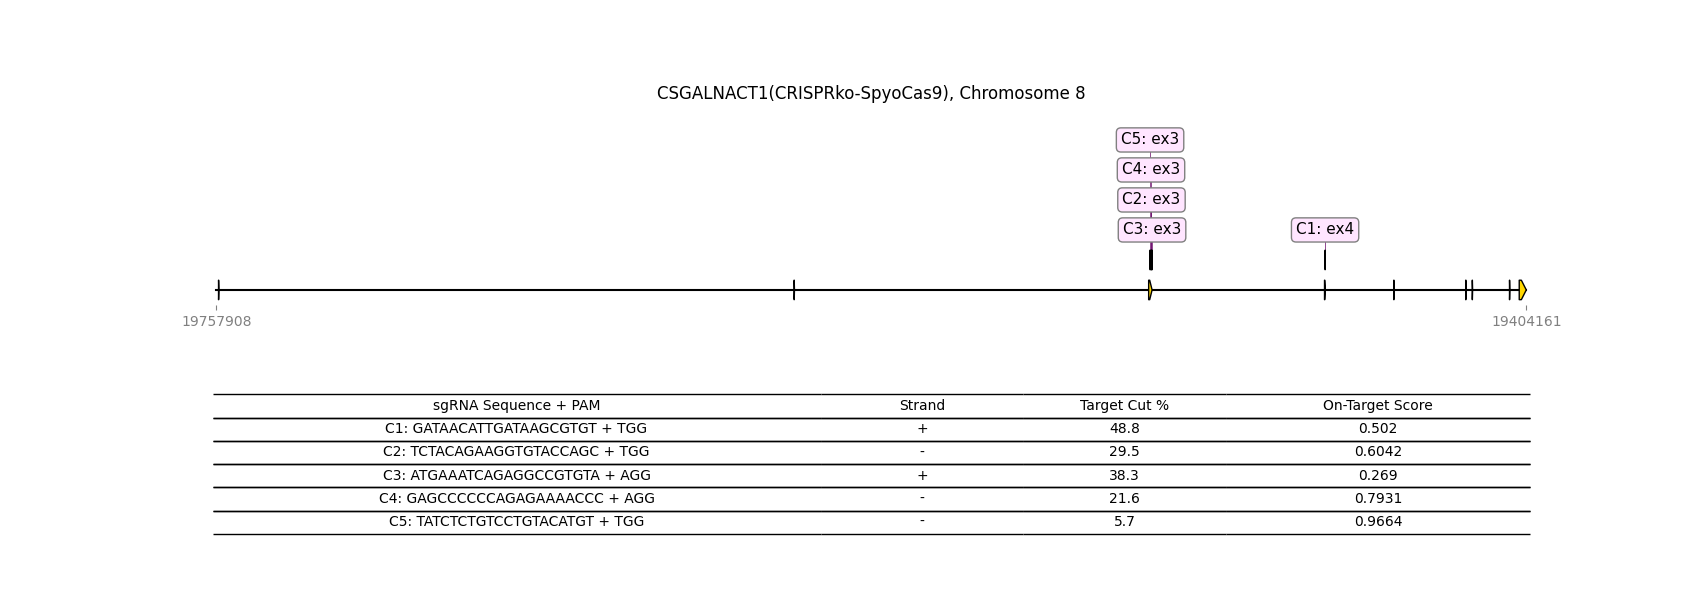 CSGALNACT1(CRISPRko-SpyoCas9), Chromosome 8
C5: ex3
C4: ex3
C2: ex3
C3: ex3
C1: ex4
19757908
19404161
sgRNA Sequence + PAM Strand Target Cut % On-Target Score
C1: GATAACATTGATAAGCGTGT + TGG + 48.8 0.502
C2: TCTACAGAAGGTGTACCAGC + TGG - 29.5 0.6042
C3: ATGAAATCAGAGGCCGTGTA + AGG + 38.3 0.269
C4: GAGCCCCCCAGAGAAAACCC + AGG - 21.6 0.7931
C5: TATCTCTGTCCTGTACATGT + TGG - 5.7 0.9664